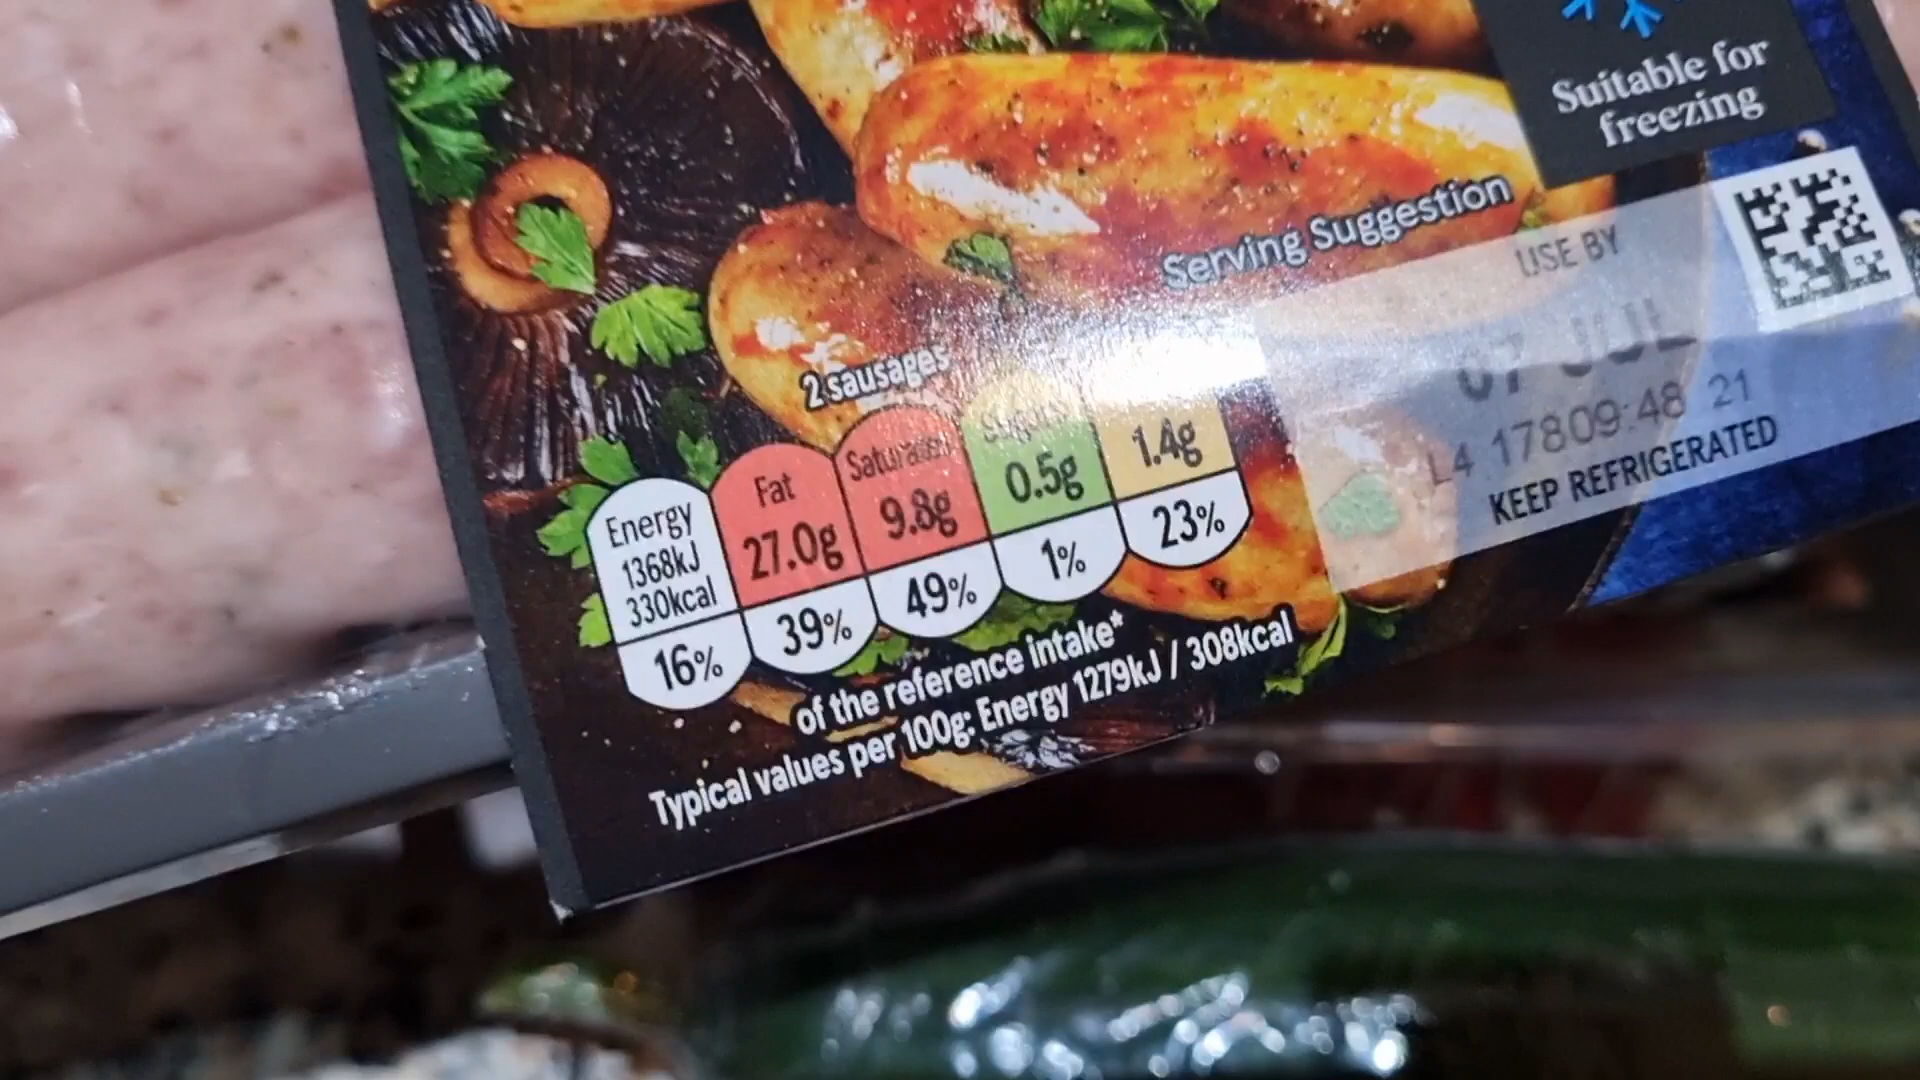 Suitable for
freezing
Serving Suggestion
USE BY
07 JUL
L4 17809:48 21
KEEP REFRIGERATED
2 sausages
Energy
1368kJ
330kcal
16%
Fat
27.0g
39%
Saturates
9.8g
49%
Sugars
0.5g
1%
1.4g
23%
of the reference intake*
Typical values per 100g: Energy 1279kJ / 308kcal